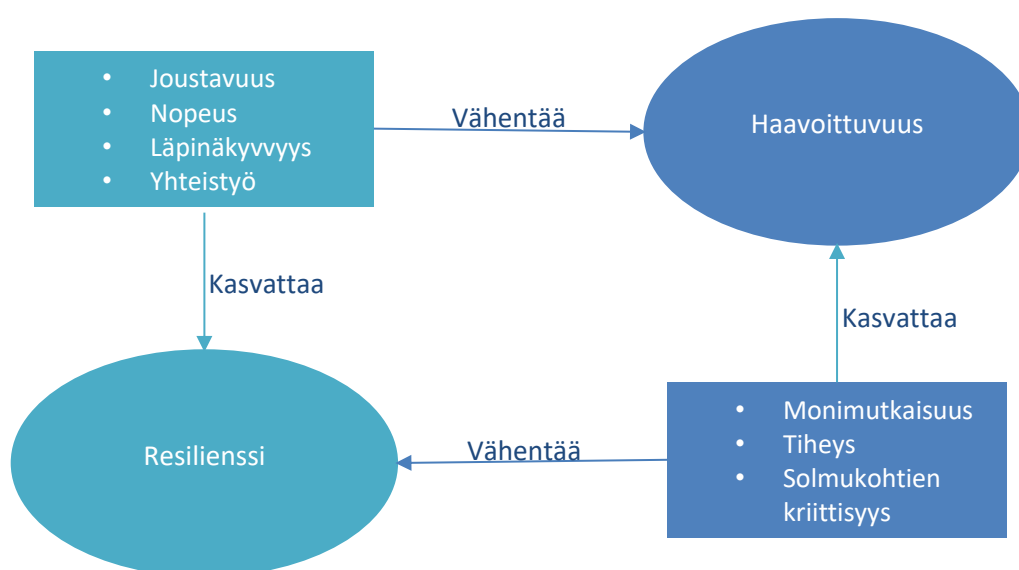 • Joustavuus
• Nopeus
• Läpinäkyvvyys
• Yhteistyö
Vähentää
Haavoittuvuus
Kasvattaa
Kasvattaa
Resilienssi
Vähentää
• Monimutkaisuus
• Tiheys
• Solmukohtien
kriittisyys